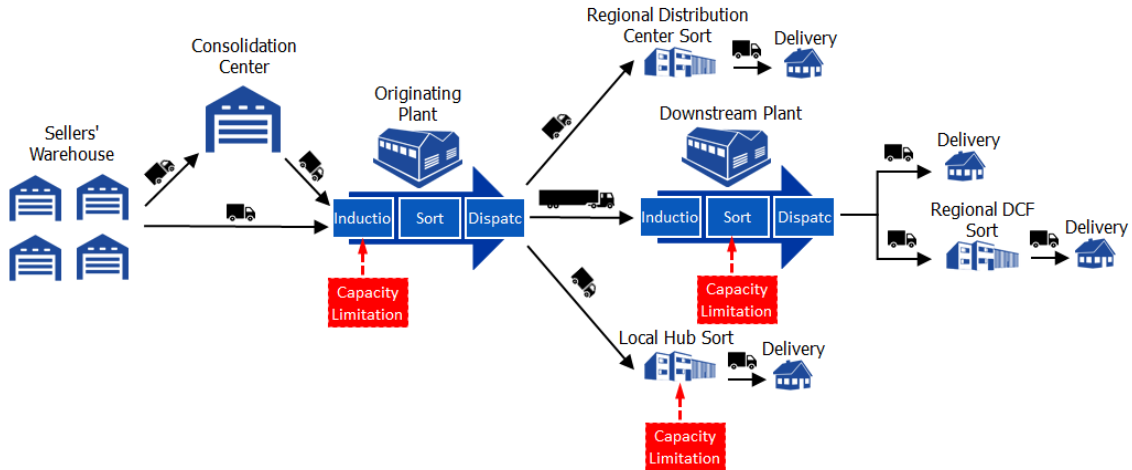 Regional Distribution
Center Sort
Delivery
Consolidation
Center
Originating
Plant
Downstream Plant
Sellers'
Warehouse
Delivery
Inductio
Sort
Dispatc
Inductio
Sort
Dispatc
Regional DCF
Sort
Delivery
Capacity
Limitation
Capacity
Limitation
Local Hub Sort
Delivery
Capacity
Limitation